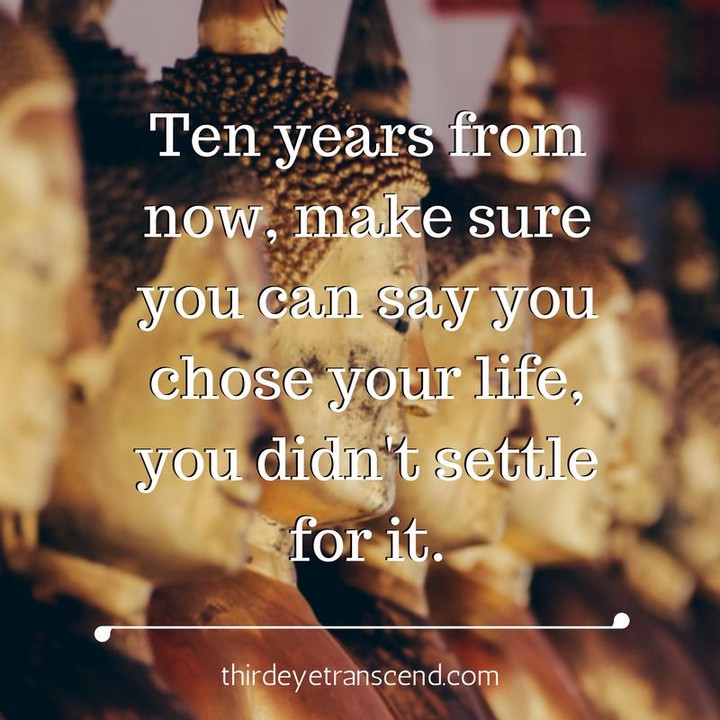 Ten years from
now, make sure
you can say you
chose your life,
you didn't settle
for it.
thirdeyetranscend.com